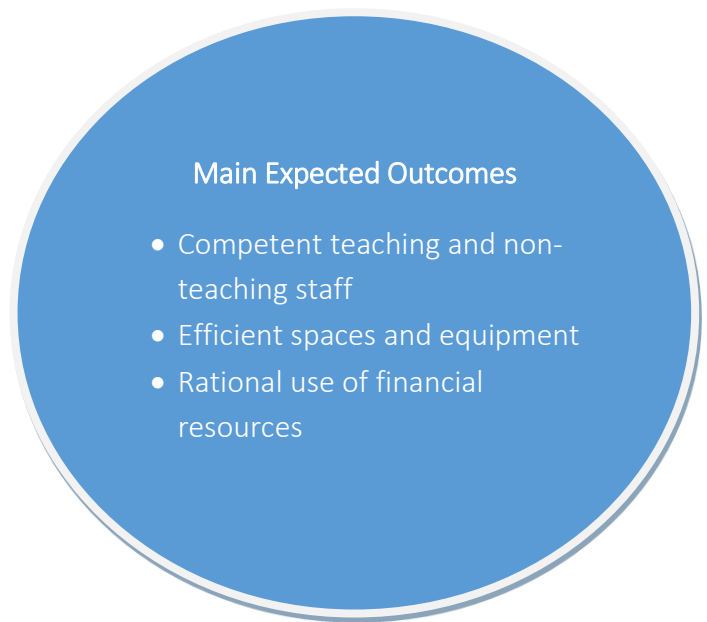 Main Expected Outcomes
• Competent teaching and non-
teaching staff
• Efficient spaces and equipment
• Rational use of financial
resources